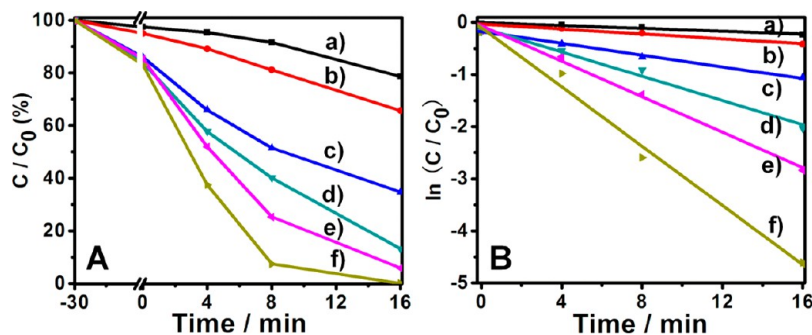 100
80
60
40
20
0
C / C₀ (%)
-30
0
4
8
12
16
Time / min
A
a)
b)
c)
d)
e)
f)
0
-1
-2
-3
-4
-5
ln (C / C₀)
0
4
8
12
16
Time / min
B
a)
b)
c)
d)
e)
f)